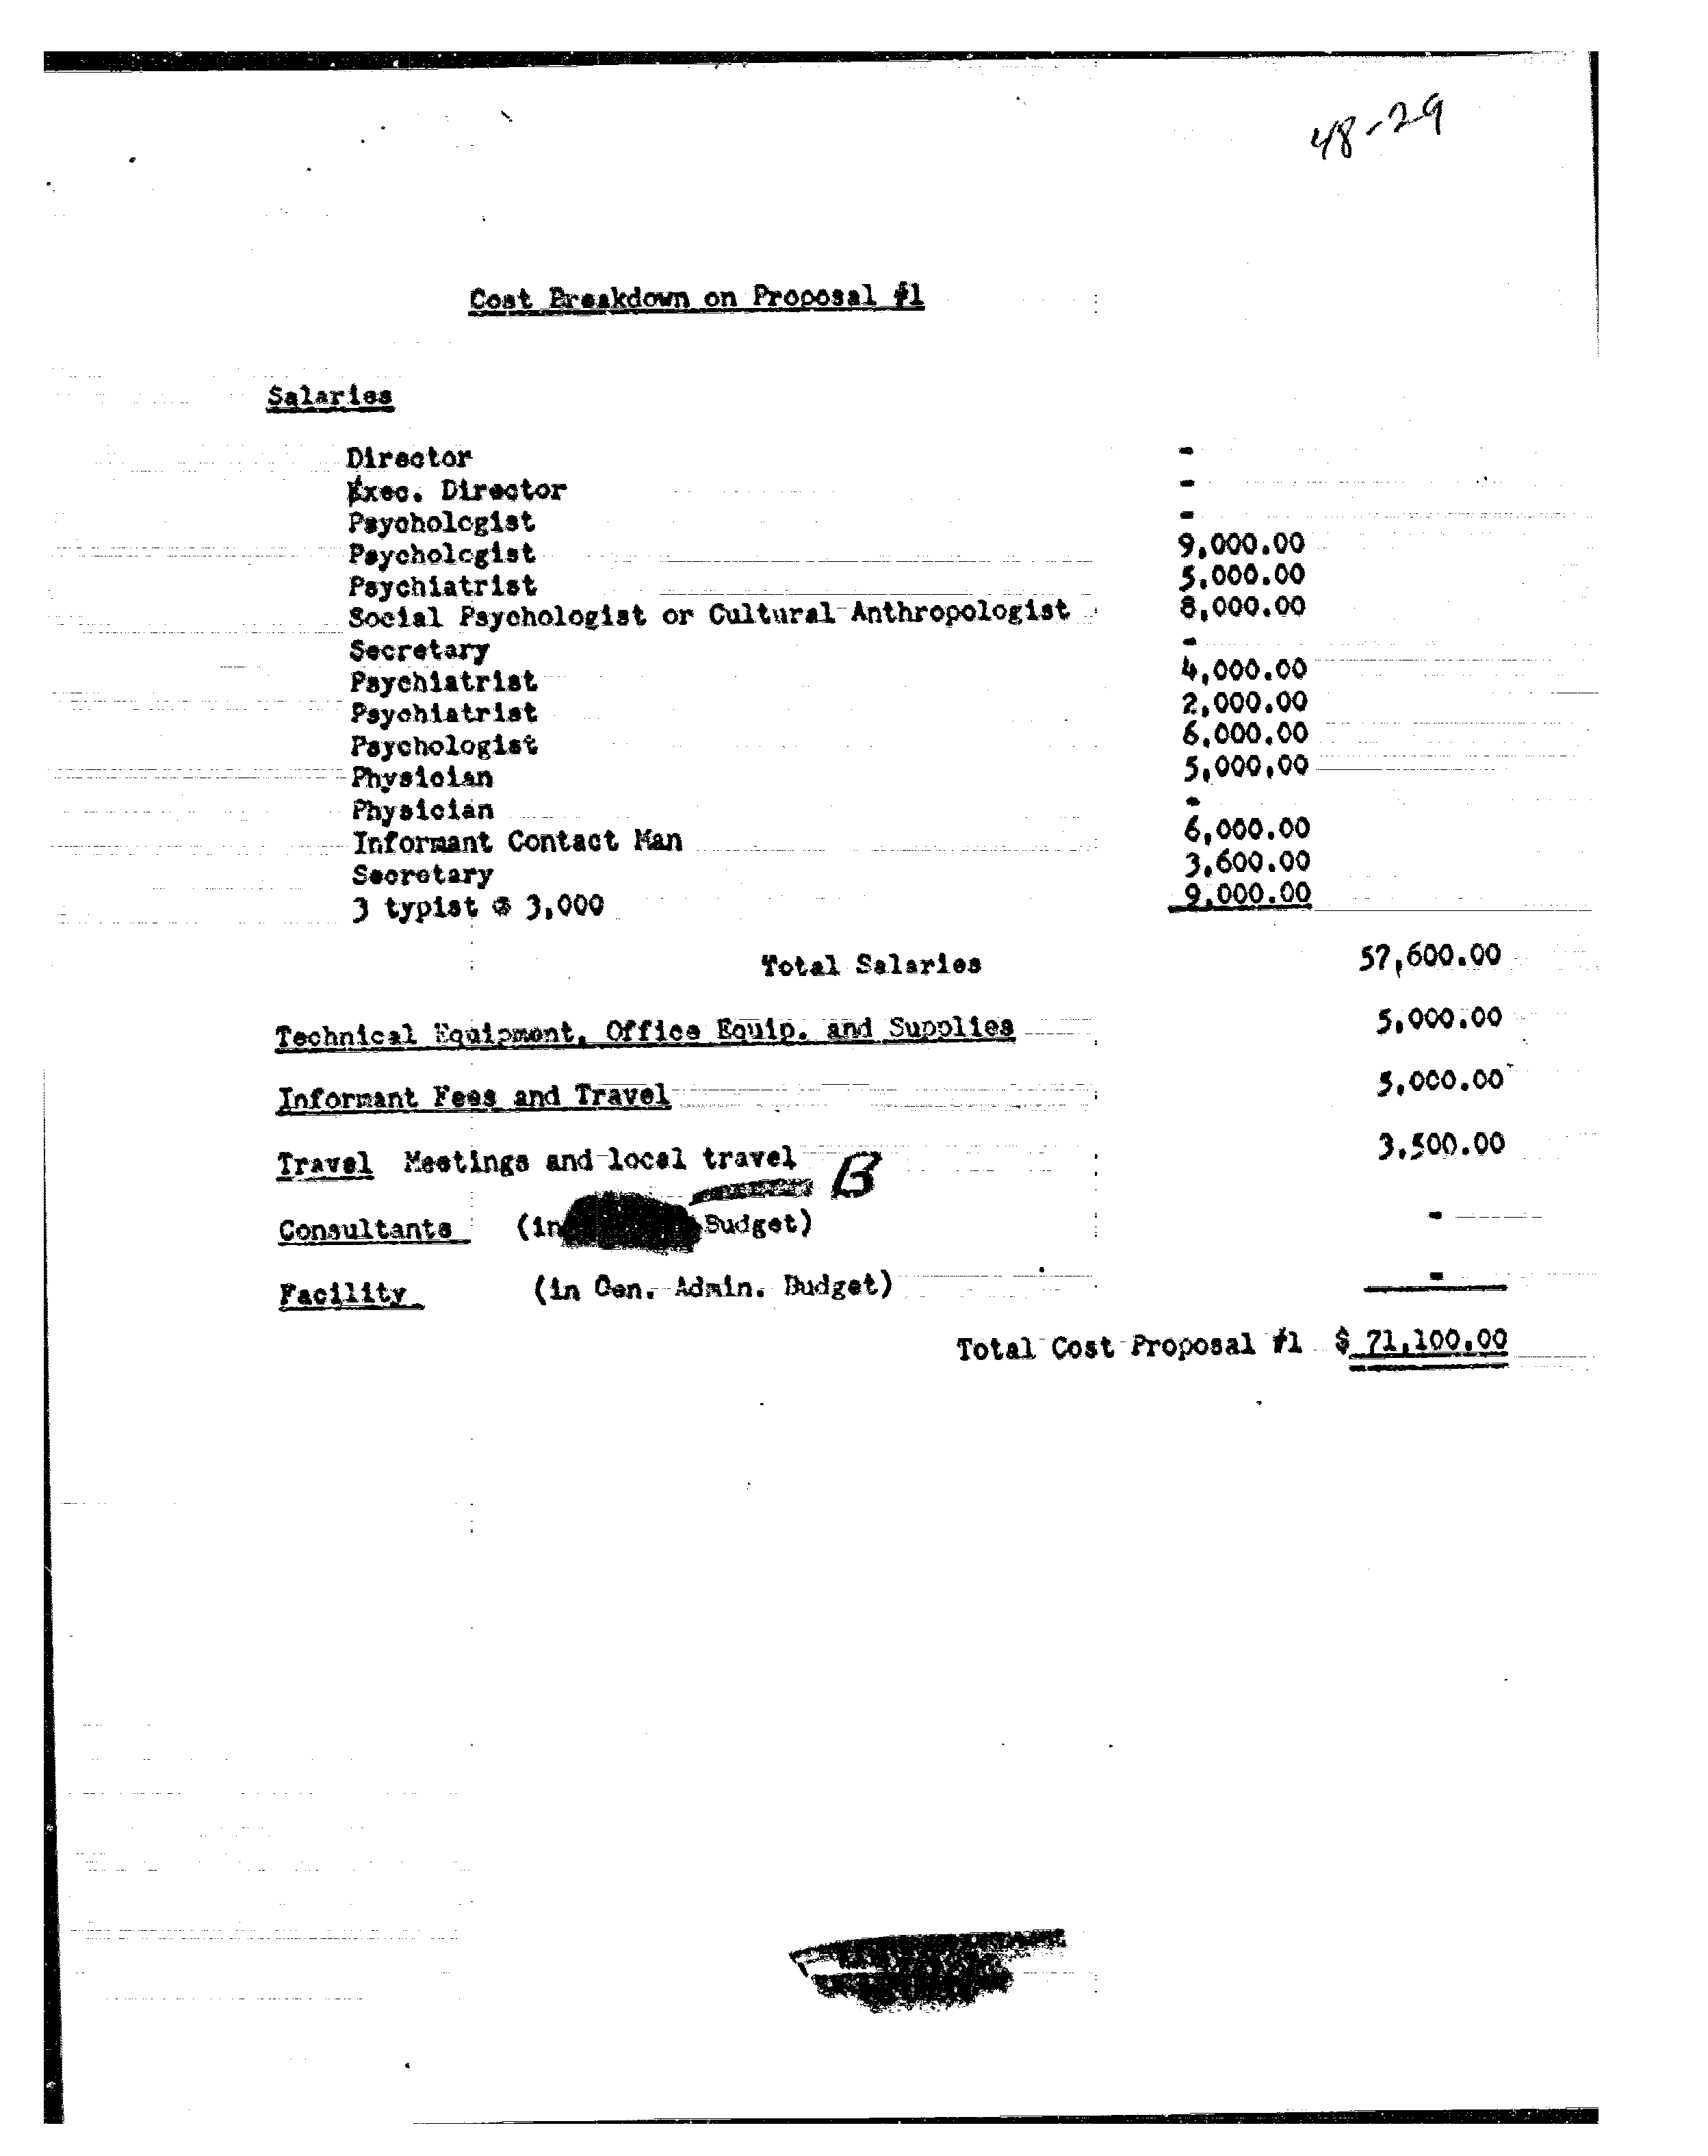 48-29
Cost Breakdown on Proposal #1
Salaries
Director -
Exec. Director -
Psychologist -
Psychologist 9,000.00
Psychiatrist 5,000.00
Social Psychologist or Cultural Anthropologist 8,000.00
Secretary -
Psychiatrist 4,000.00
Psychiatrist 2,000.00
Psychologist 6,000.00
Physician 5,000.00
Physician -
Informant Contact Man 6,000.00
Secretary 3,600.00
3 typist @ 3,000 9,000.00
Total Salaries 57,600.00
Technical Equipment, Office Equip. and Supplies 5,000.00
Informant Fees and Travel 5,000.00
Travel Meetings and local travel 3,500.00
B
Consultants (in Budget) -
Facility (in Gen. Admin. Budget) -
Total Cost Proposal #1 $ 71,100.00